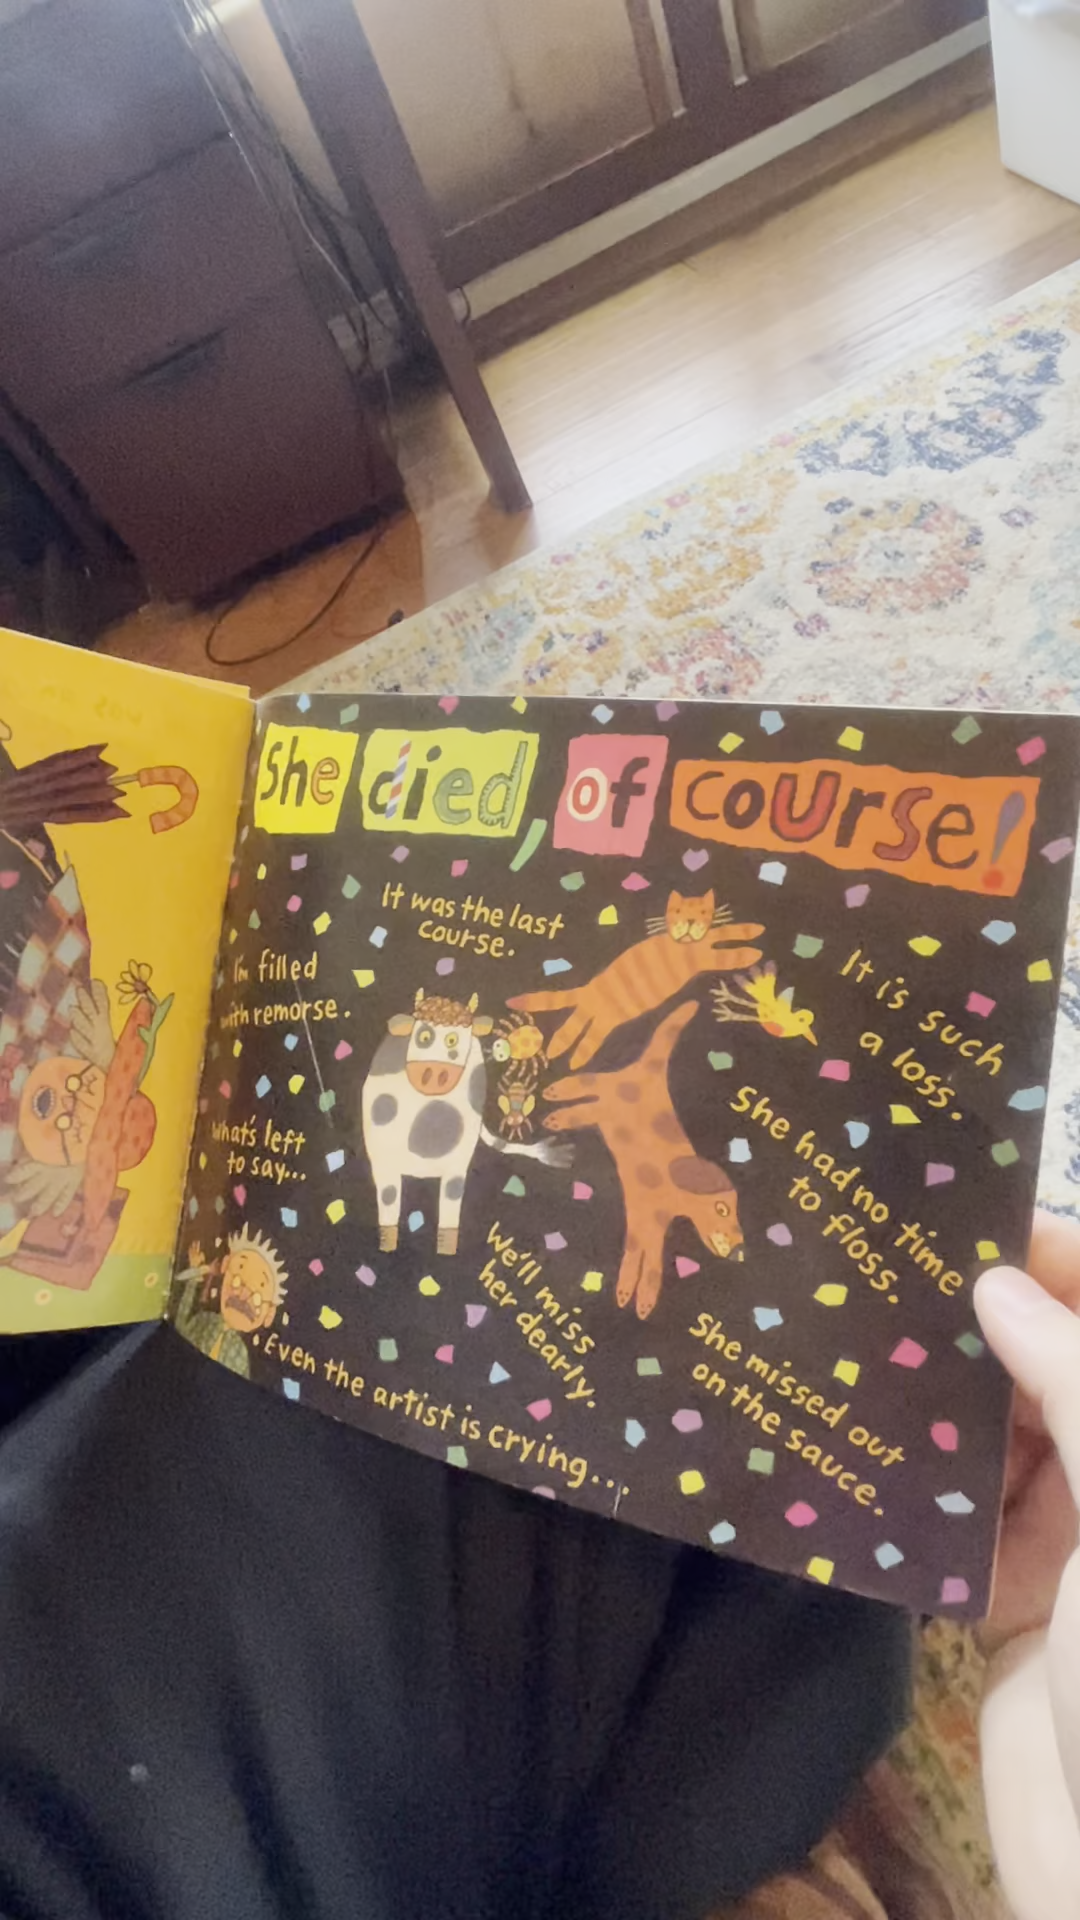 She died, of course!
It was the last
course.
I'm filled
with remorse.
It is such
a loss.
She had no time
to floss.
What's left
to say...
We'll miss
her dearly.
She missed out
on the sauce.
Even the artist is crying...